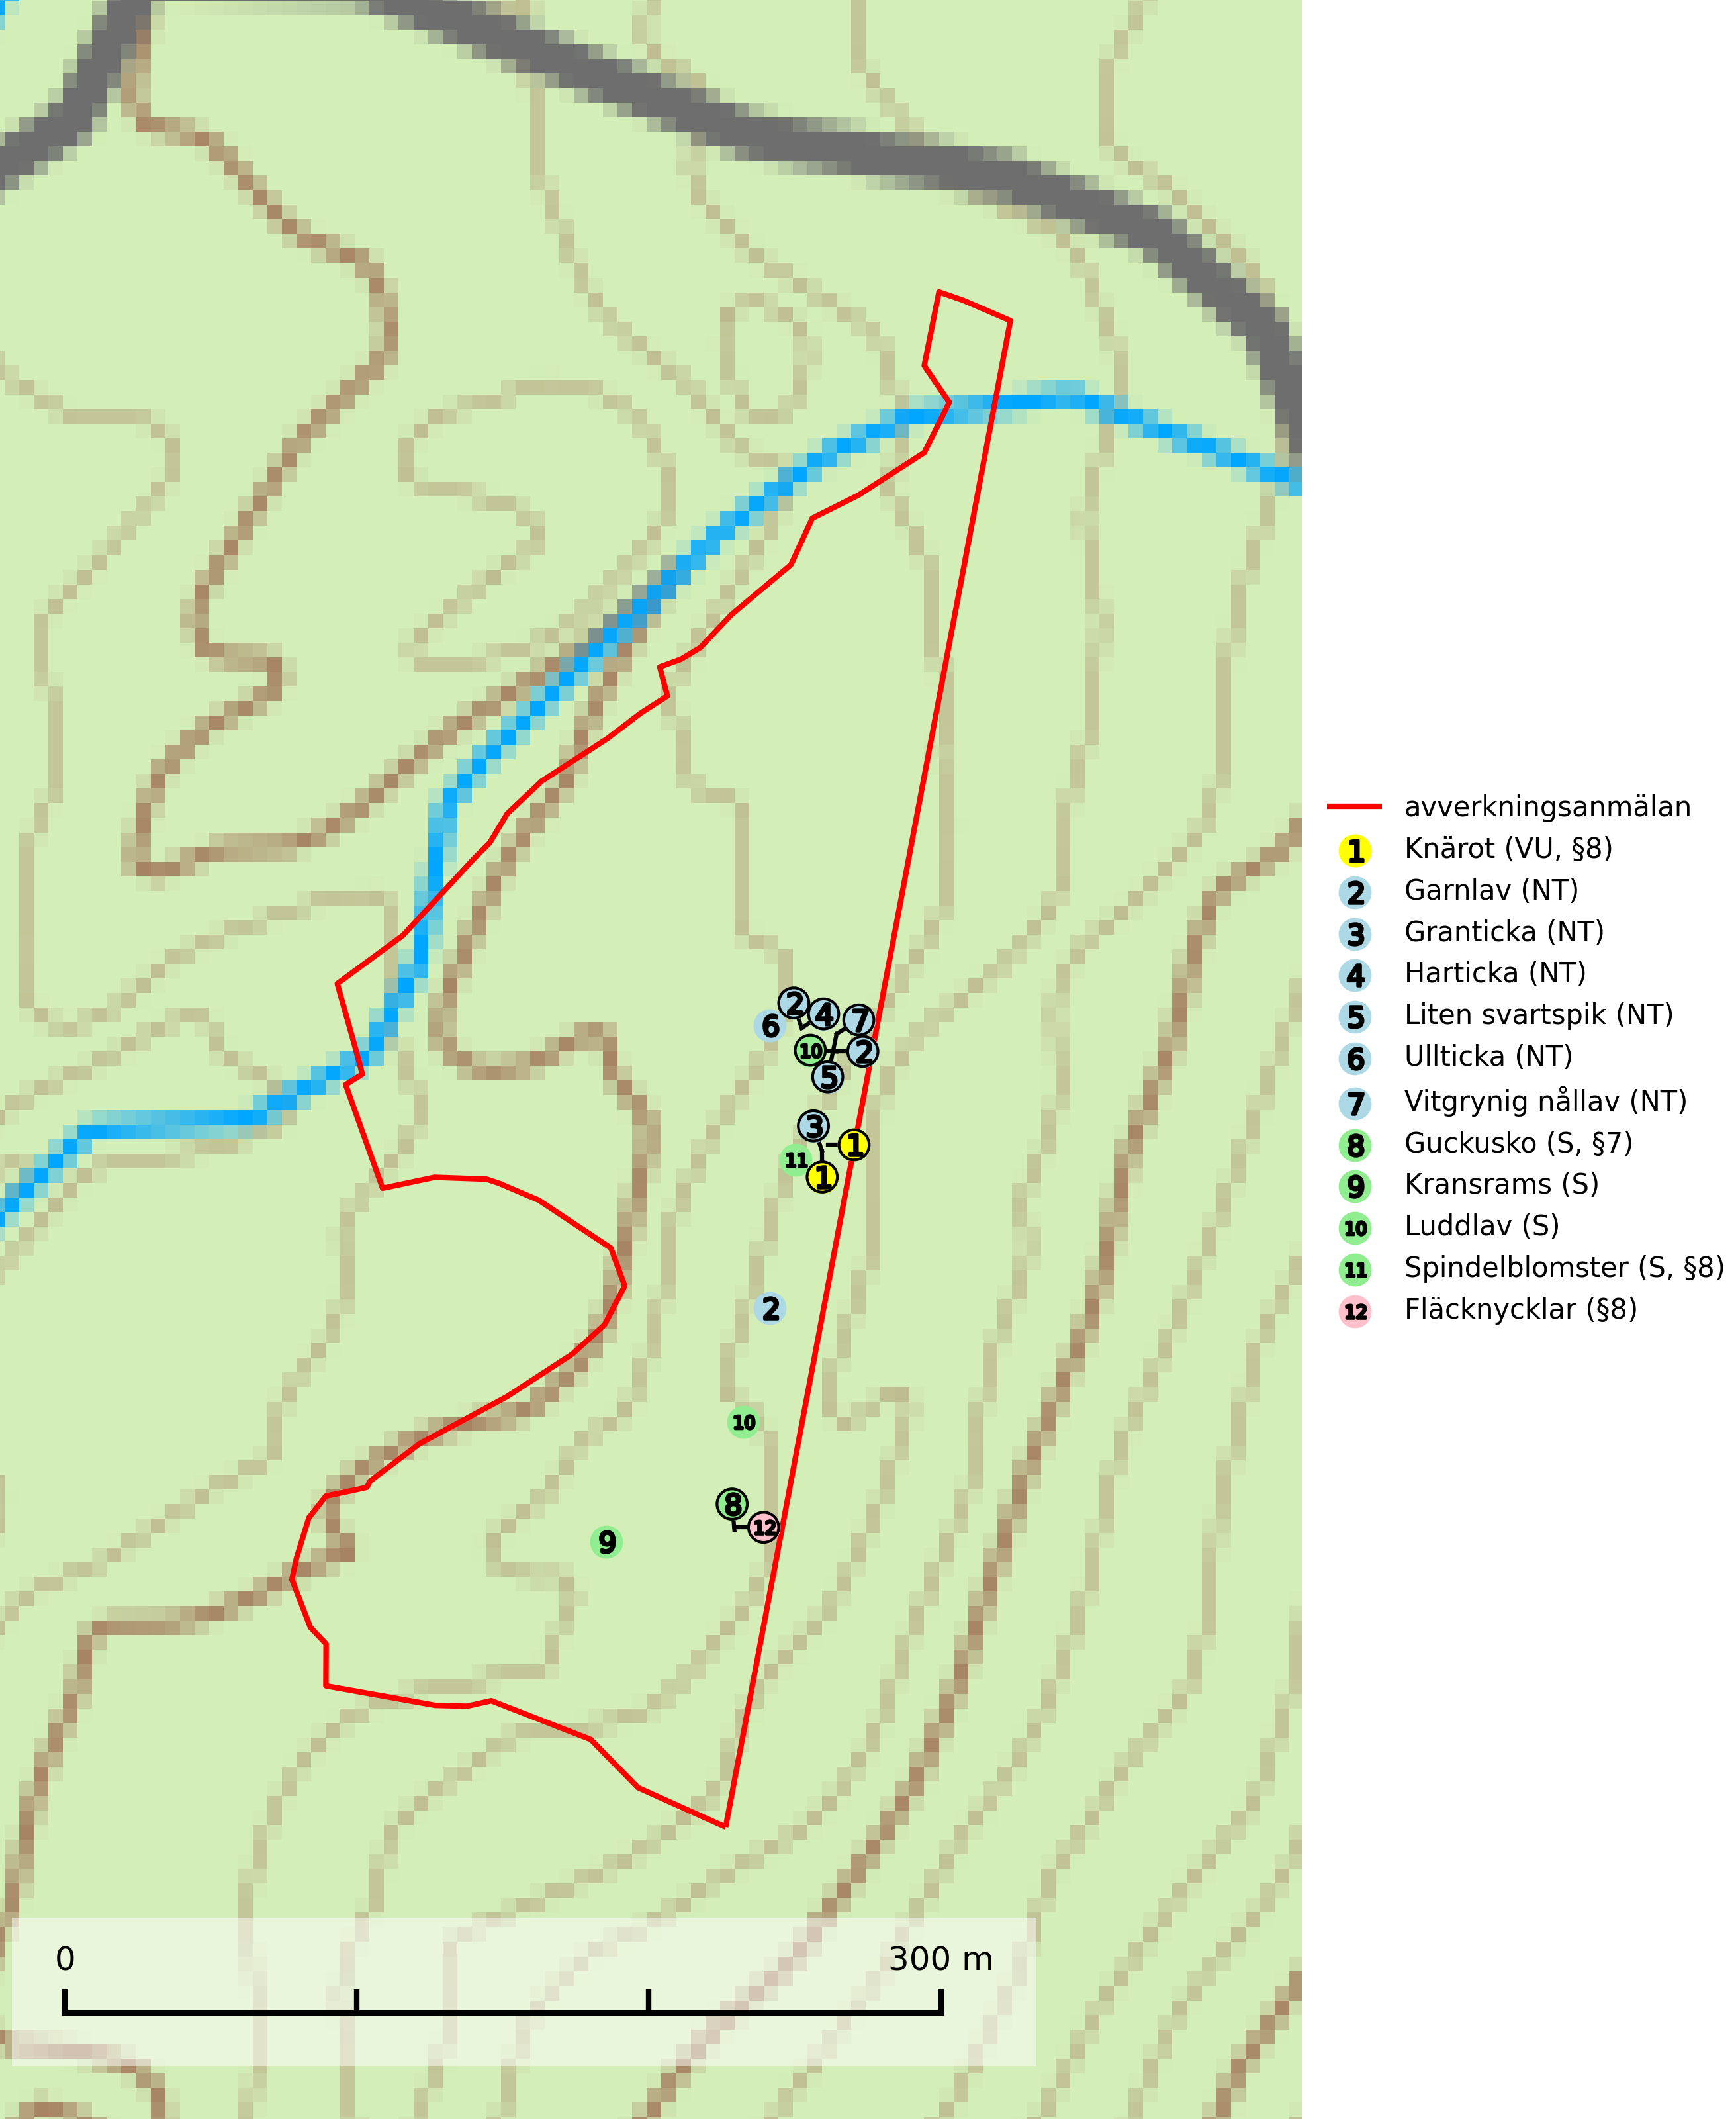 2
4
7
6
10
2
5
3
1
11
1
2
10
8
12
9
0
300 m
avverkningsanmälan
1 Knärot (VU, §8)
2 Garnlav (NT)
3 Granticka (NT)
4 Harticka (NT)
5 Liten svartspik (NT)
6 Ullticka (NT)
7 Vitgrynig nållav (NT)
8 Guckusko (S, §7)
9 Kransrams (S)
10 Luddlav (S)
11 Spindelblomster (S, §8)
12 Fläcknycklar (§8)